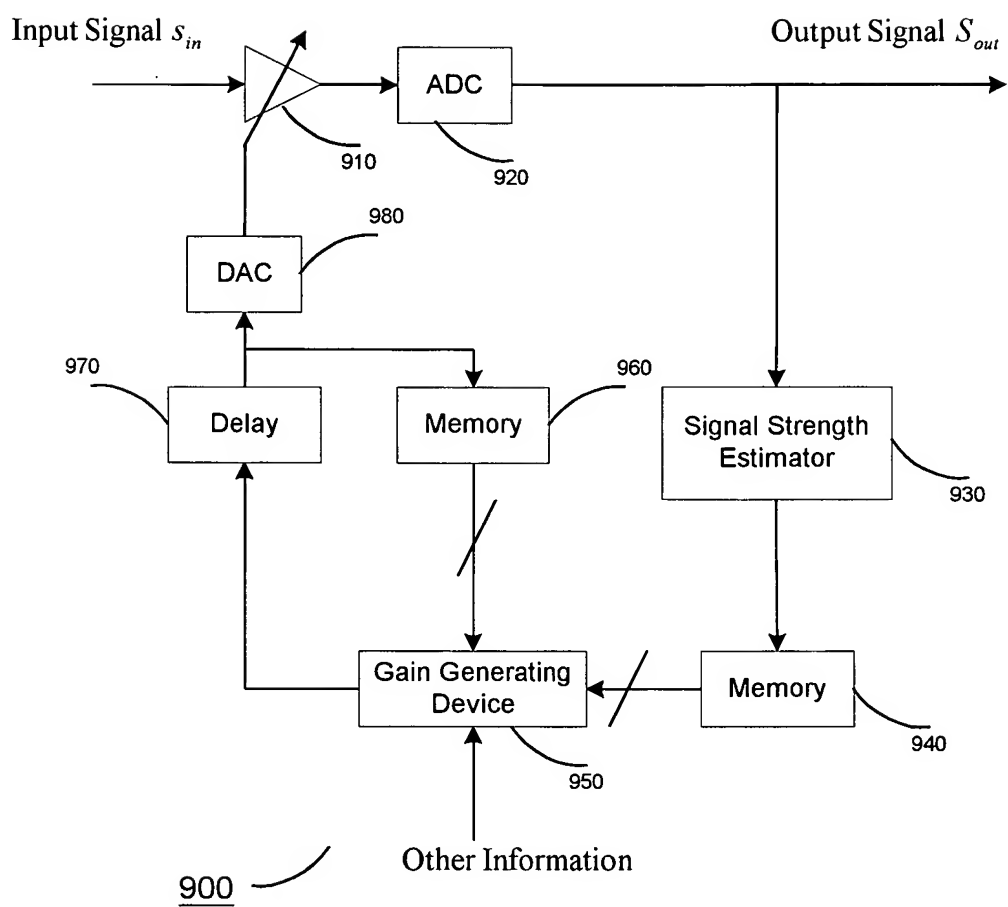 Input Signal s_in
Output Signal S_out
ADC
910
920
980
DAC
970
960
Delay
Memory
Signal Strength
Estimator
930
Gain Generating
Device
Memory
940
950
Other Information
900